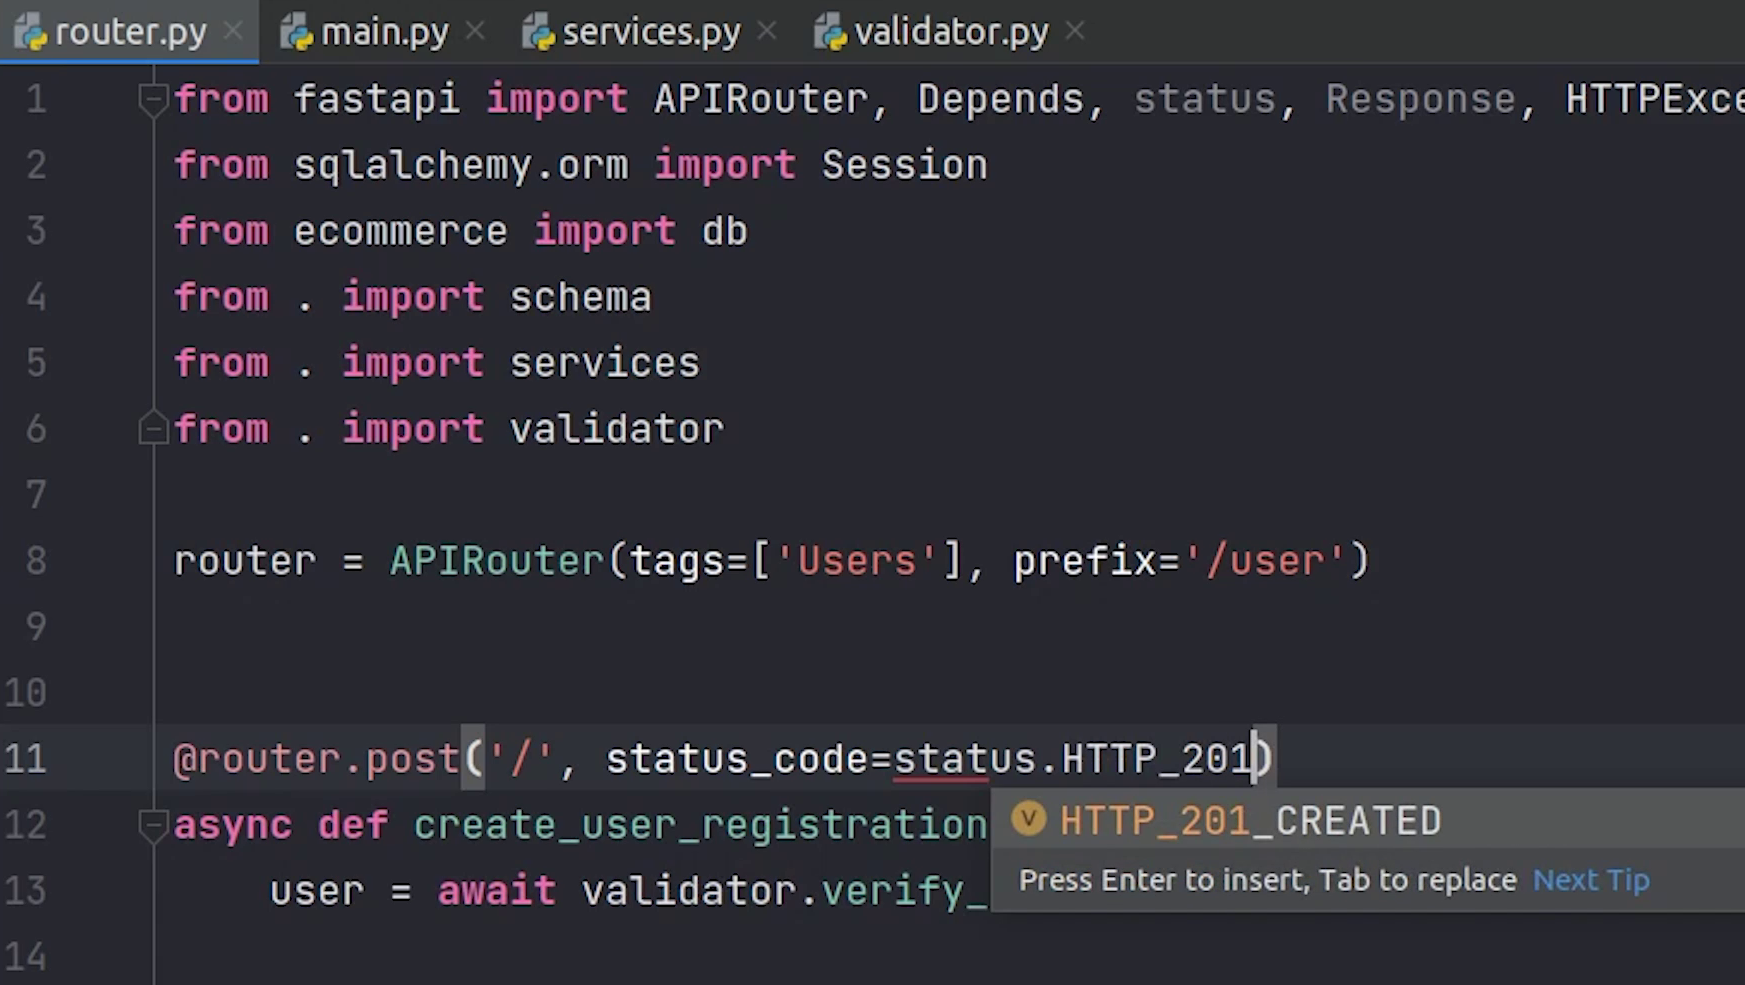 router.py main.py services.py validator.py
1 from fastapi import APIRouter, Depends, status, Response, HTTPExce
2 from sqlalchemy.orm import Session
3 from ecommerce import db
4 from . import schema
5 from . import services
6 from . import validator
7
8 router = APIRouter(tags=['Users'], prefix='/user')
9
10
11 @router.post('/', status_code=status.HTTP_201)
12 async def create_user_registration
HTTP_201_CREATED
13 user = await validator.verify_
Press Enter to insert, Tab to replace Next Tip
14